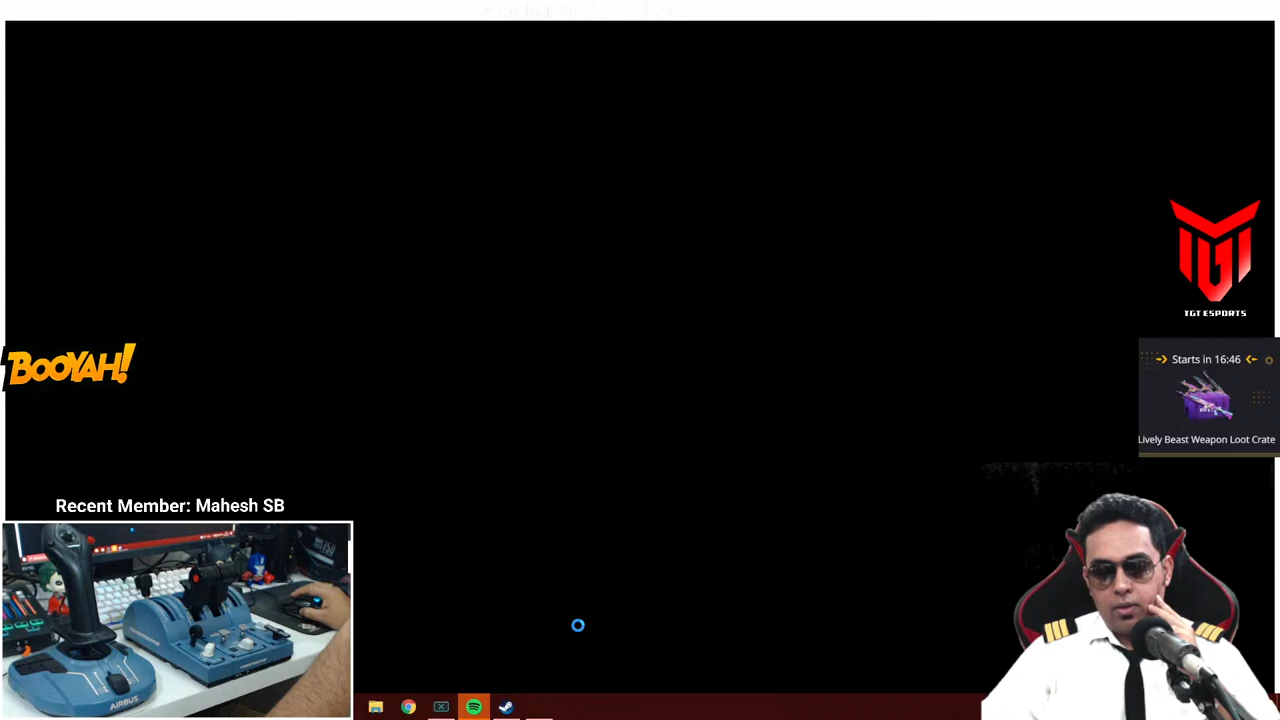 TGT ESPORTS
BOOYAH!
Starts in 16:46
Lively Beast Weapon Loot Crate
Recent Member: Mahesh SB
AIRBUS